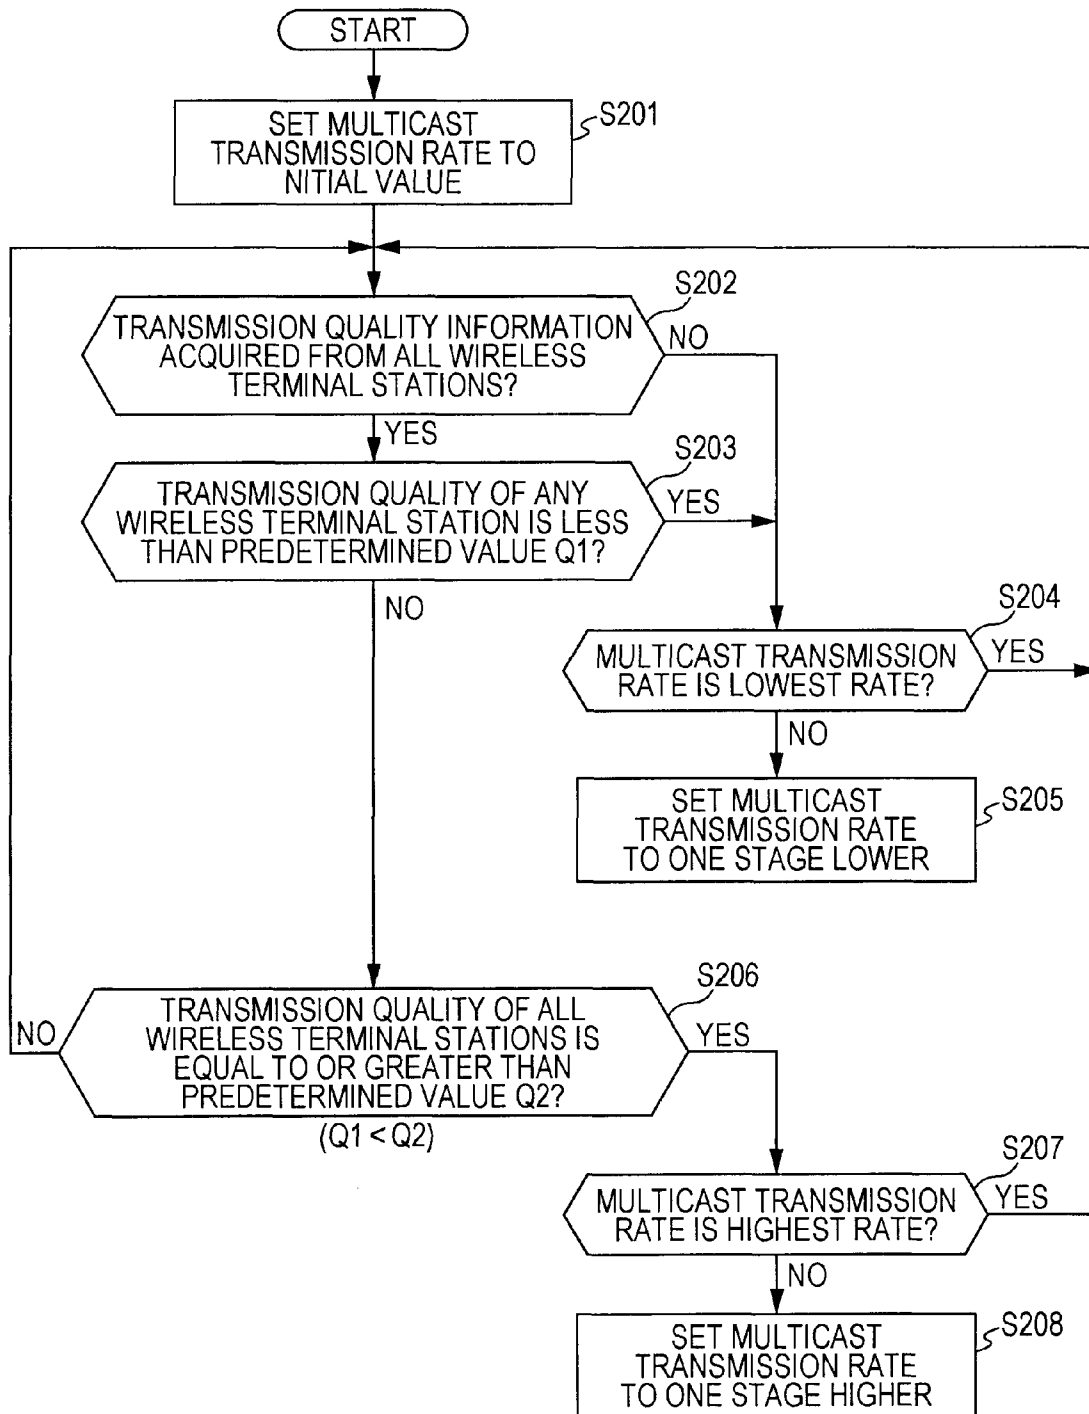 START
SET MULTICAST
TRANSMISSION RATE TO
NITIAL VALUE
S201
TRANSMISSION QUALITY INFORMATION
ACQUIRED FROM ALL WIRELESS
TERMINAL STATIONS?
S202
NO
YES
TRANSMISSION QUALITY OF ANY
WIRELESS TERMINAL STATION IS LESS
THAN PREDETERMINED VALUE Q1?
S203
YES
NO
MULTICAST TRANSMISSION
RATE IS LOWEST RATE?
S204
YES
NO
SET MULTICAST
TRANSMISSION RATE
TO ONE STAGE LOWER
S205
TRANSMISSION QUALITY OF ALL
WIRELESS TERMINAL STATIONS IS
EQUAL TO OR GREATER THAN
PREDETERMINED VALUE Q2?
(Q1 < Q2)
S206
NO
YES
MULTICAST TRANSMISSION
RATE IS HIGHEST RATE?
S207
YES
NO
SET MULTICAST
TRANSMISSION RATE
TO ONE STAGE HIGHER
S208